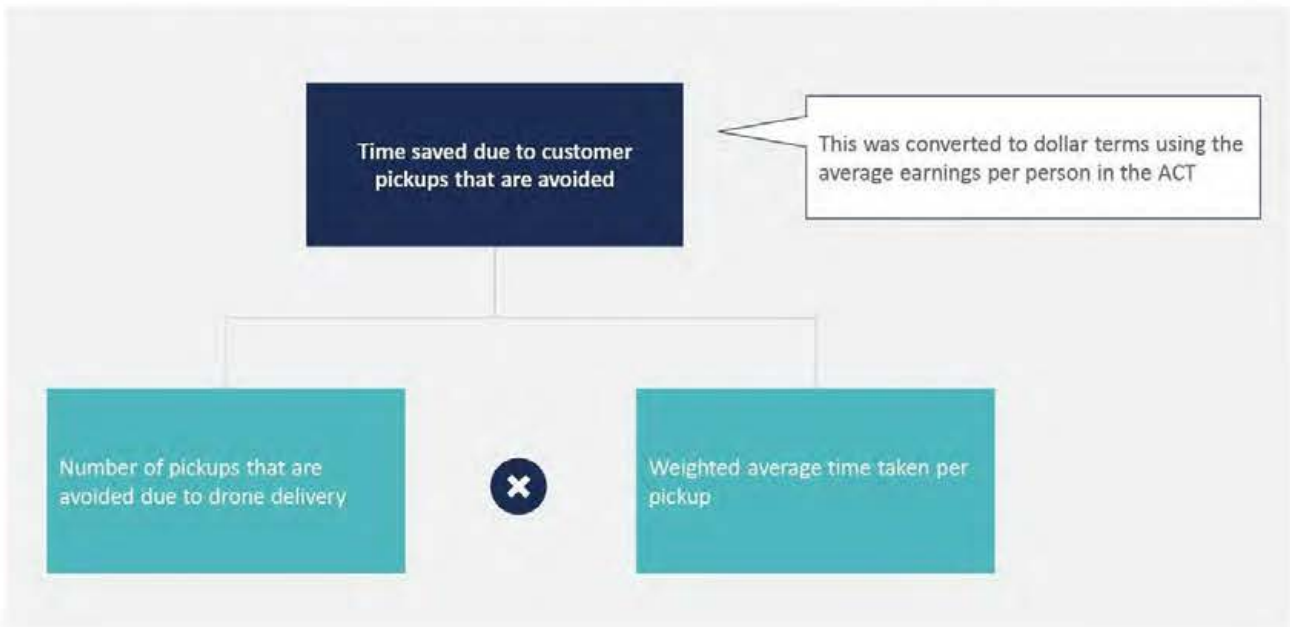 Time saved due to customer
pickups that are avoided
This was converted to dollar terms using the
average earnings per person in the ACT
Number of pickups that are
avoided due to drone delivery
Weighted average time taken per
pickup